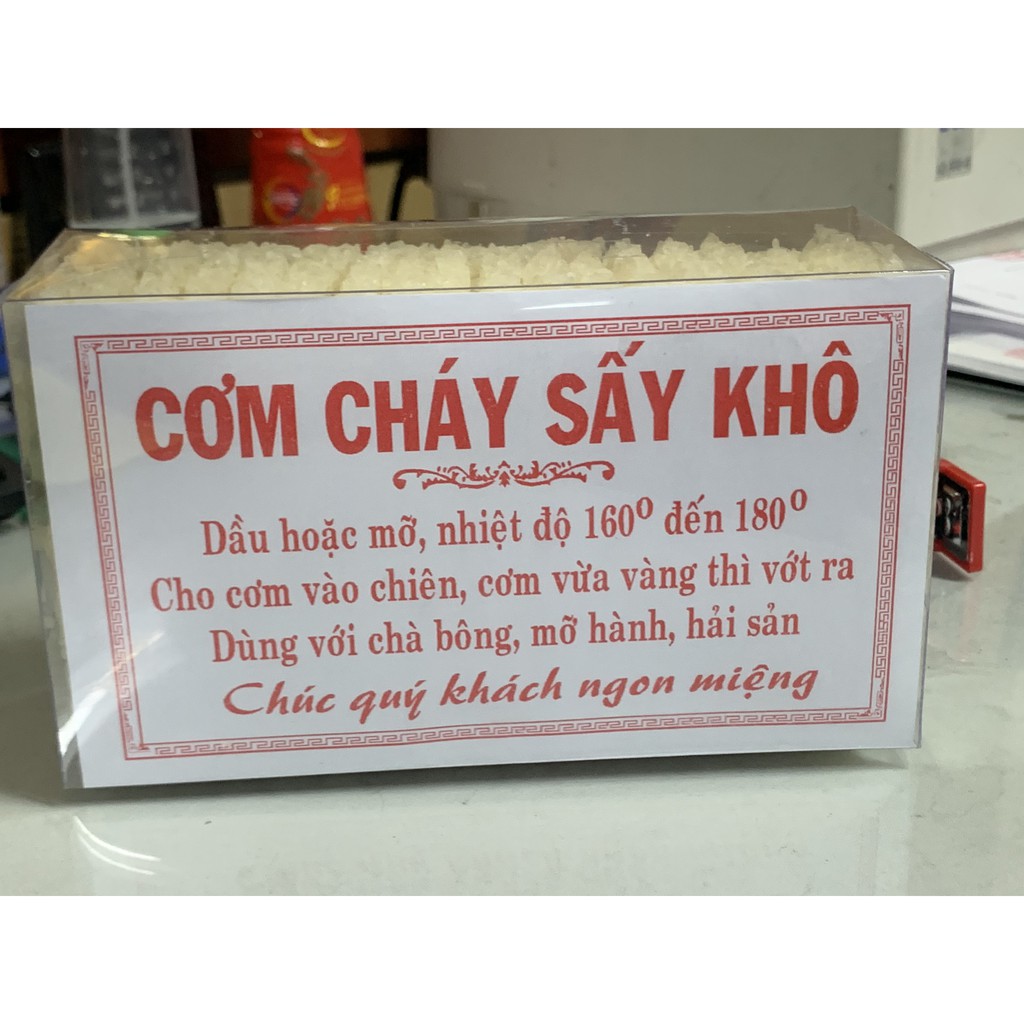 CƠM CHÁY SẤY KHÔ
Dầu hoặc mỡ, nhiệt độ 160⁰ đến 180⁰
Cho cơm vào chiên, cơm vừa vàng thì vớt ra
Dùng với chà bông, mỡ hành, hải sản
Chúc quý khách ngon miệng